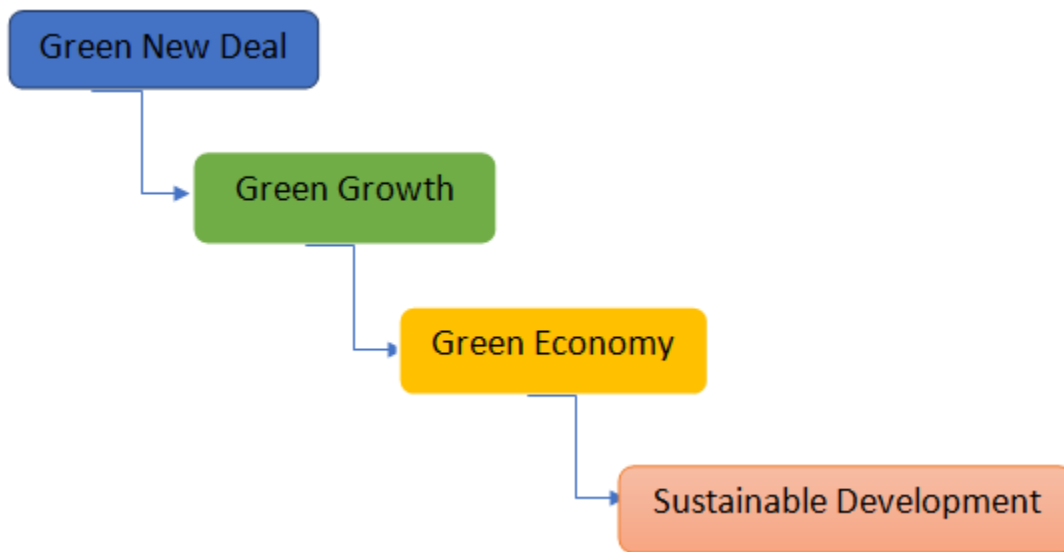 Green New Deal
Green Growth
Green Economy
Sustainable Development